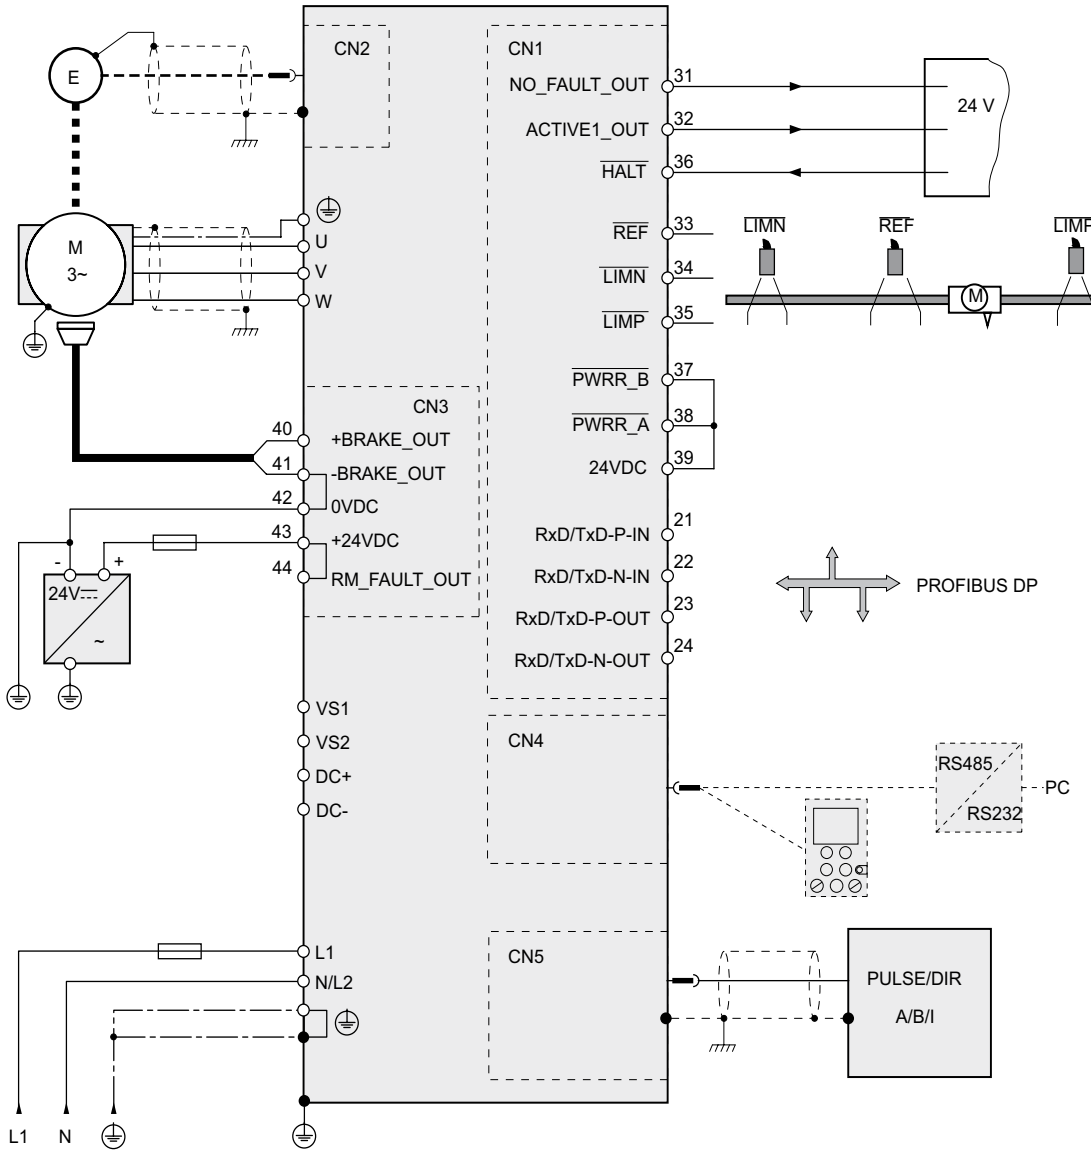 CN2
CN1
E
NO_FAULT_OUT 31
24 V
ACTIVE1_OUT 32
HALT 36
M
3~
U
V
W
REF 33
LIMN 34
LIMP 35
LIMN
REF
LIMP
M
PWRR_B 37
PWRR_A 38
24VDC 39
CN3
40 +BRAKE_OUT
41 -BRAKE_OUT
42 0VDC
43 +24VDC
44 RM_FAULT_OUT
- +
24V
~
RxD/TxD-P-IN 21
RxD/TxD-N-IN 22
RxD/TxD-P-OUT 23
RxD/TxD-N-OUT 24
PROFIBUS DP
VS1
VS2
DC+
DC-
CN4
RS485
RS232
PC
L1
N/L2
CN5
PULSE/DIR
A/B/I
L1 N